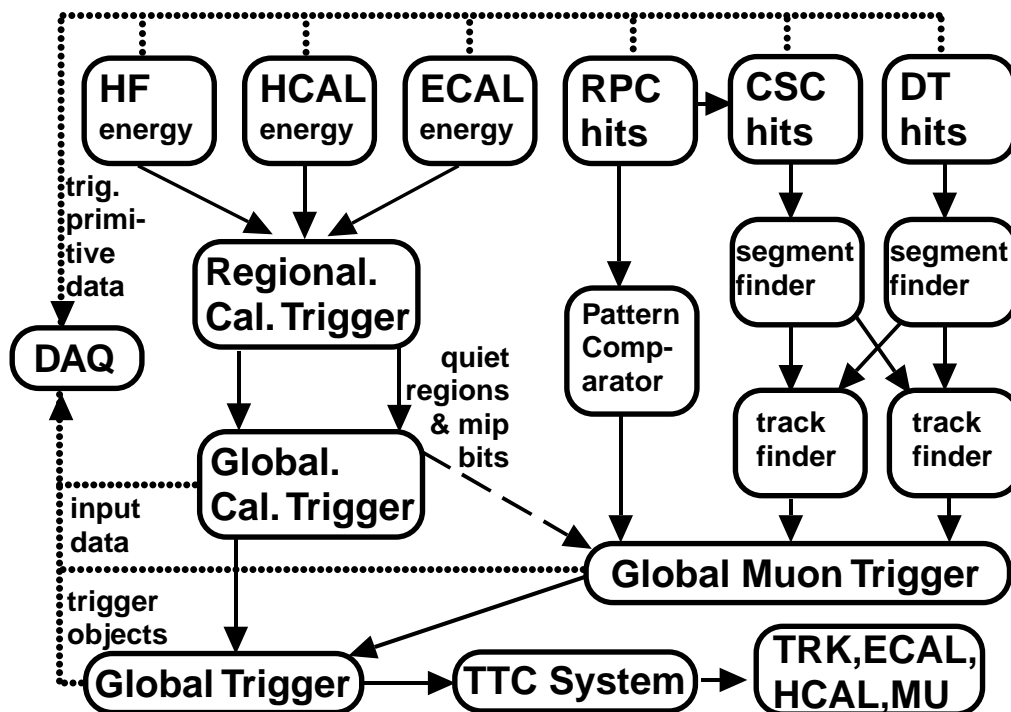 HF
energy
HCAL
energy
ECAL
energy
RPC
hits
CSC
hits
DT
hits
trig.
primi-
tive
data
Regional.
Cal. Trigger
segment
finder
segment
finder
Pattern
Comp-
arator
DAQ
quiet
regions
& mip
bits
track
finder
track
finder
Global.
Cal. Trigger
input
data
Global Muon Trigger
trigger
objects
Global Trigger
TTC System
TRK,ECAL,
HCAL,MU